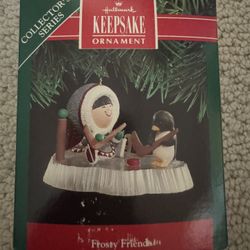 COLLECTOR'S
SERIES
Hallmark
KEEPSAKE
ORNAMENT
Frosty Friends